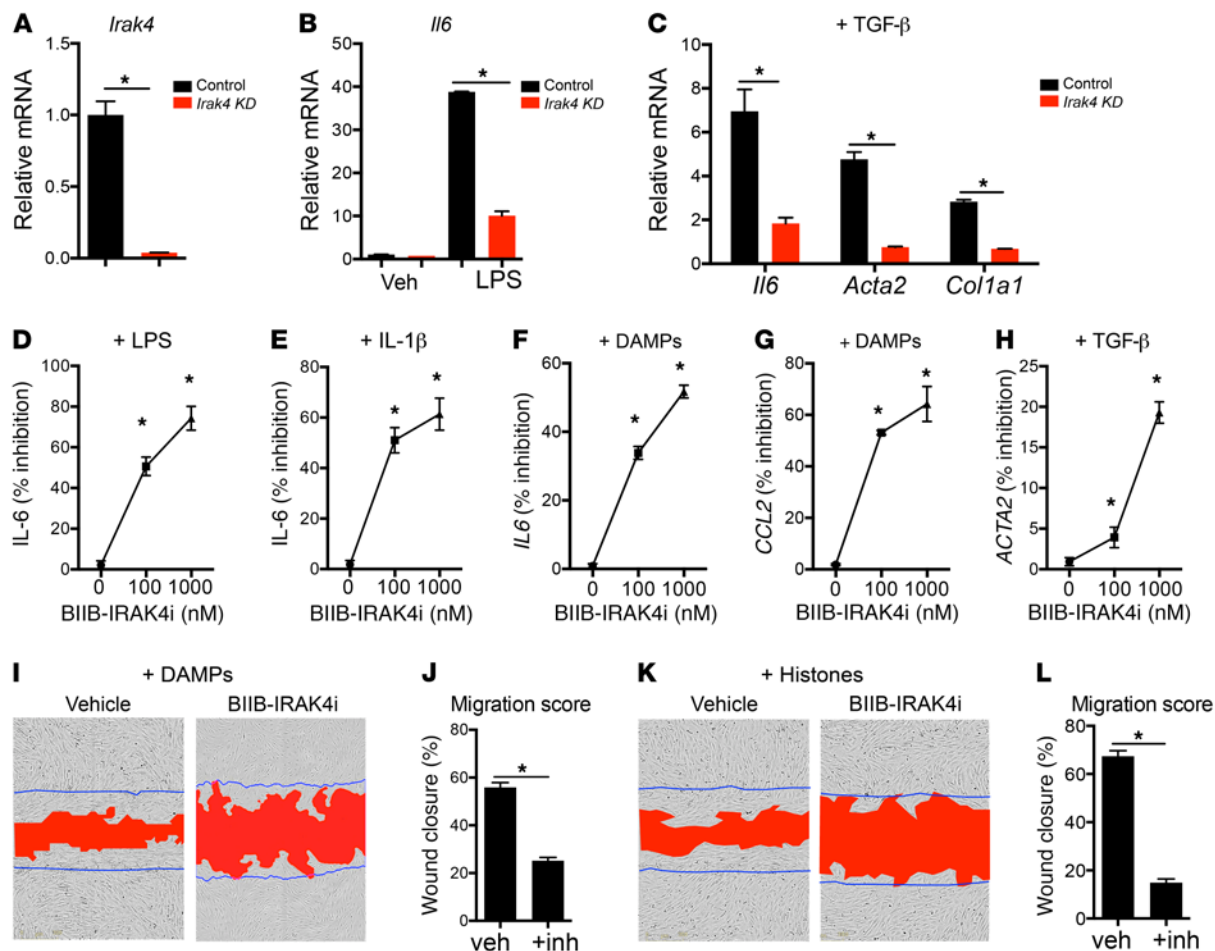 A
Irak4
Relative mRNA
1.5
1.0
0.5
0.0
*
Control
Irak4 KD
B
Il6
Relative mRNA
50
40
30
20
10
0
*
Veh
LPS
Control
Irak4 KD
C
+ TGF-β
Relative mRNA
8
6
4
2
0
*
*
*
Il6
Acta2
Col1a1
Control
Irak4 KD
D
+ LPS
IL-6 (% inhibition)
100
80
60
40
20
0
*
*
0
100
1000
BIIB-IRAK4i (nM)
E
+ IL-1β
IL-6 (% inhibition)
80
60
40
20
0
*
*
0
100
1000
BIIB-IRAK4i (nM)
F
+ DAMPs
IL6 (% inhibition)
60
40
20
0
*
*
0
100
1000
BIIB-IRAK4i (nM)
G
+ DAMPs
CCL2 (% inhibition)
80
60
40
20
0
*
*
0
100
1000
BIIB-IRAK4i (nM)
H
+ TGF-β
ACTA2 (% inhibition)
25
20
15
10
5
0
*
*
0
100
1000
BIIB-IRAK4i (nM)
I
+ DAMPs
Vehicle
BIIB-IRAK4i
J
Migration score
Wound closure (%)
80
60
40
20
0
*
veh
+inh
K
+ Histones
Vehicle
BIIB-IRAK4i
L
Migration score
Wound closure (%)
80
60
40
20
0
*
veh
+inh